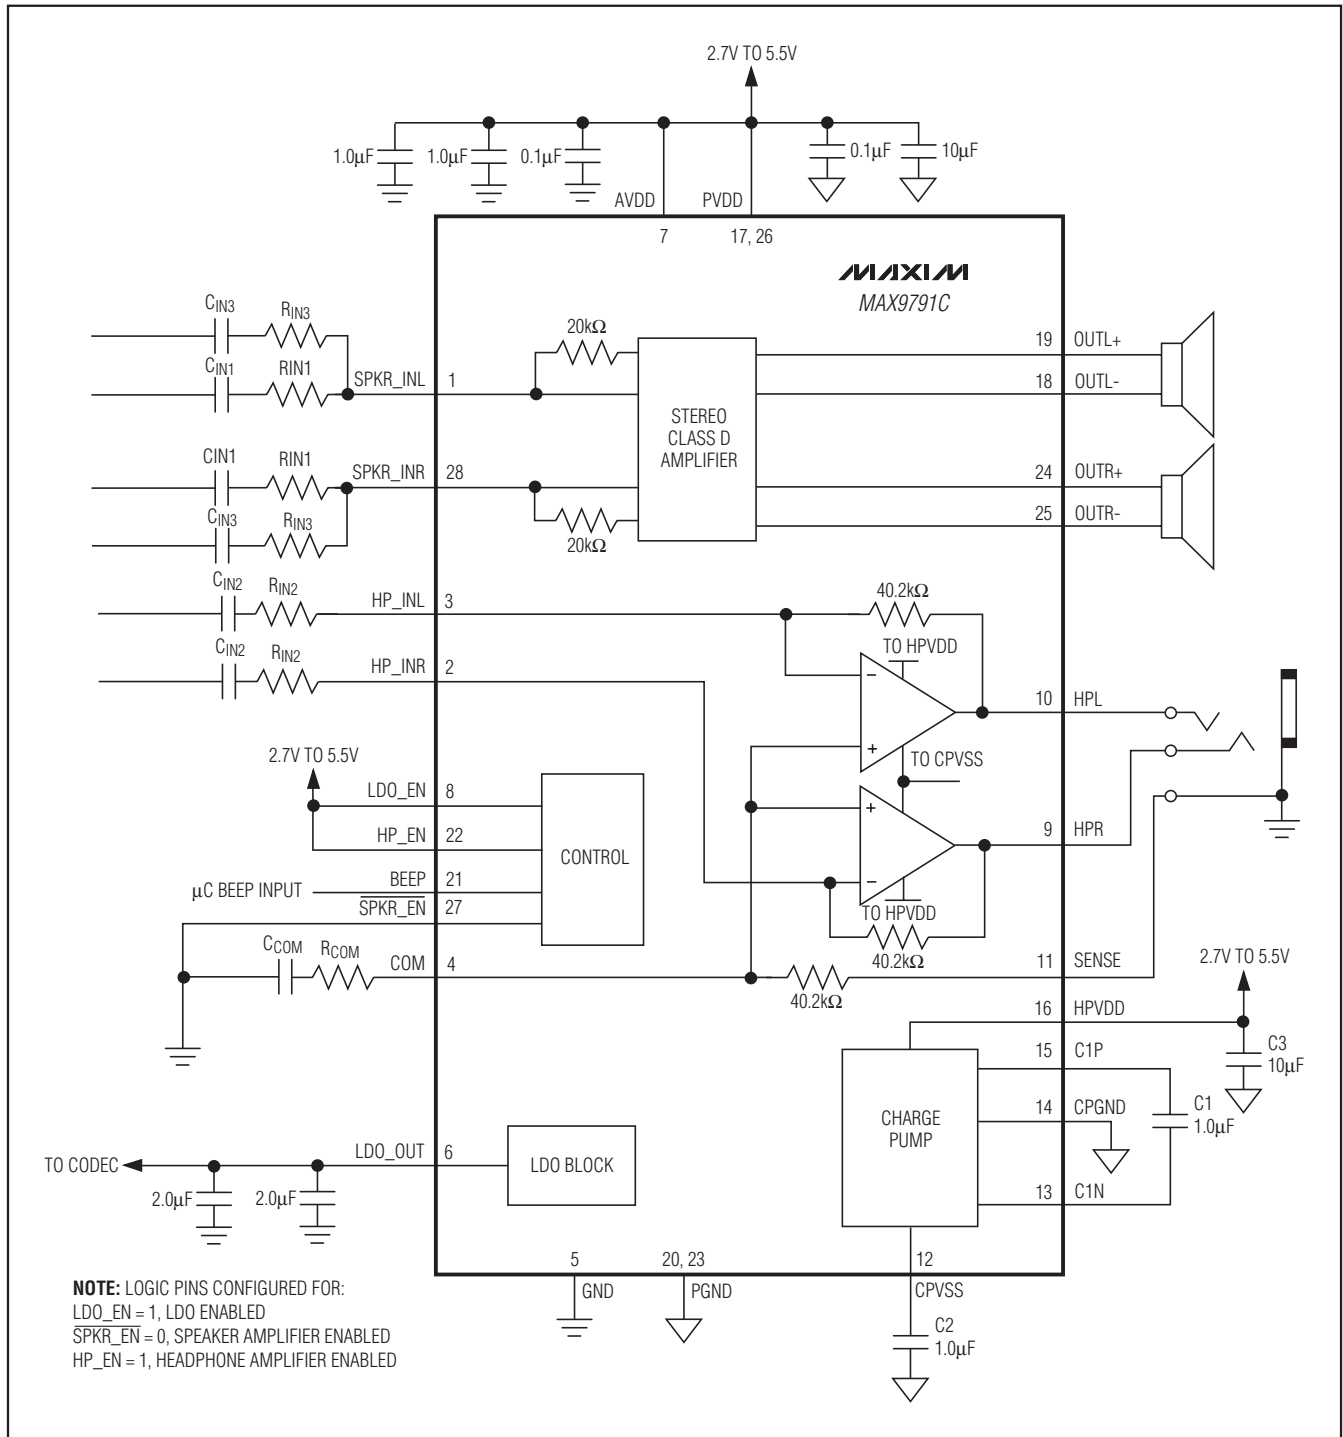 2.7V TO 5.5V
1.0µF
1.0µF
0.1µF
0.1µF
10µF
AVDD
PVDD
7
17, 26
MAXIM
MAX9791C
CIN3
RIN3
20kΩ
19
OUTL+
CIN1
RIN1
SPKR_INL
1
18
OUTL-
STEREO
CLASS D
AMPLIFIER
CIN1
RIN1
SPKR_INR
28
24
OUTR+
CIN3
RIN3
25
OUTR-
20kΩ
CIN2
RIN2
HP_INL
3
40.2kΩ
TO HPVDD
CIN2
RIN2
HP_INR
2
−
10
HPL
+
TO CPVSS
2.7V TO 5.5V
LDO_EN
8
+
HP_EN
22
9
HPR
CONTROL
µC BEEP INPUT
BEEP
21
−
SPKR_EN
27
TO HPVDD
40.2kΩ
CCOM
RCOM
COM
4
40.2kΩ
11
SENSE
2.7V TO 5.5V
16
HPVDD
15
C1P
C3
10µF
CHARGE
PUMP
14
CPGND
C1
1.0µF
13
C1N
TO CODEC
LDO_OUT
6
LDO BLOCK
2.0µF
2.0µF
5
20, 23
12
GND
PGND
CPVSS
C2
1.0µF
NOTE: LOGIC PINS CONFIGURED FOR:
LDO_EN = 1, LDO ENABLED
SPKR_EN = 0, SPEAKER AMPLIFIER ENABLED
HP_EN = 1, HEADPHONE AMPLIFIER ENABLED